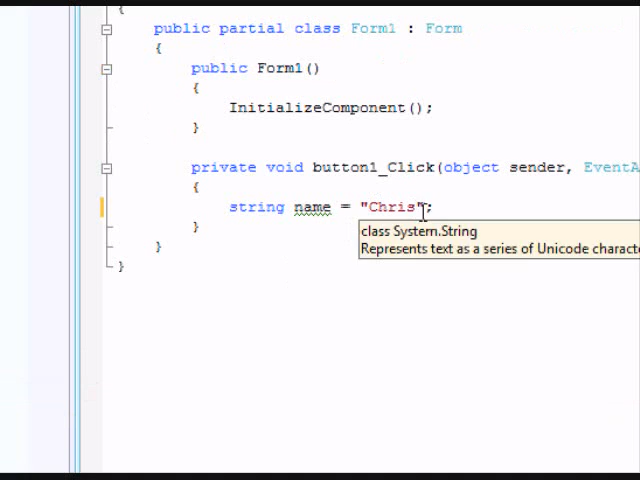 {
public partial class Form1 : Form
{
public Form1()
{
InitializeComponent();
}
private void button1_Click(object sender, EventA
{
string name = "Chris";
}
class System.String
Represents text as a series of Unicode characte
}
}